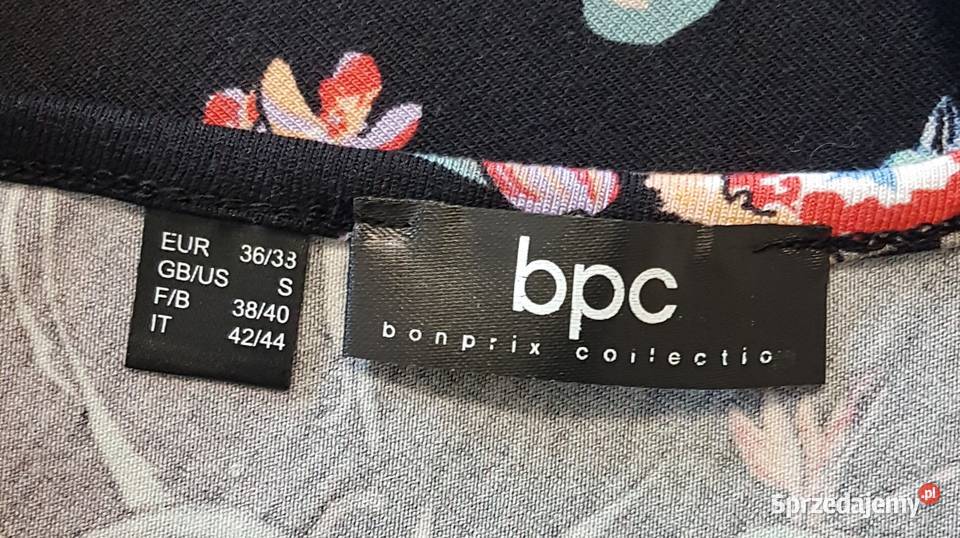 EUR 36/38
GB/US S
F/B 38/40
IT 42/44
bpc
bonprix collectio
Sprzedajemy.pl